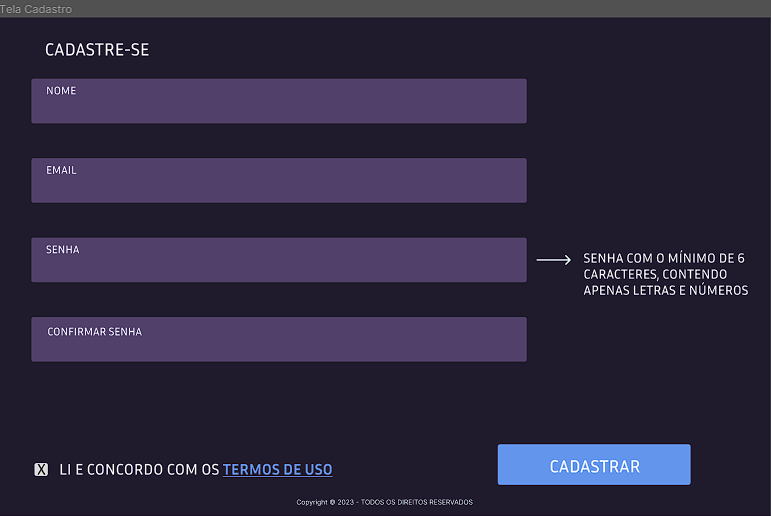 Tela Cadastro
CADASTRE-SE
NOME
EMAIL
SENHA
SENHA COM O MÍNIMO DE 6
CARACTERES, CONTENDO
APENAS LETRAS E NÚMEROS
CONFIRMAR SENHA
X LI E CONCORDO COM OS TERMOS DE USO
CADASTRAR
Copyright © 2023 - TODOS OS DIREITOS RESERVADOS